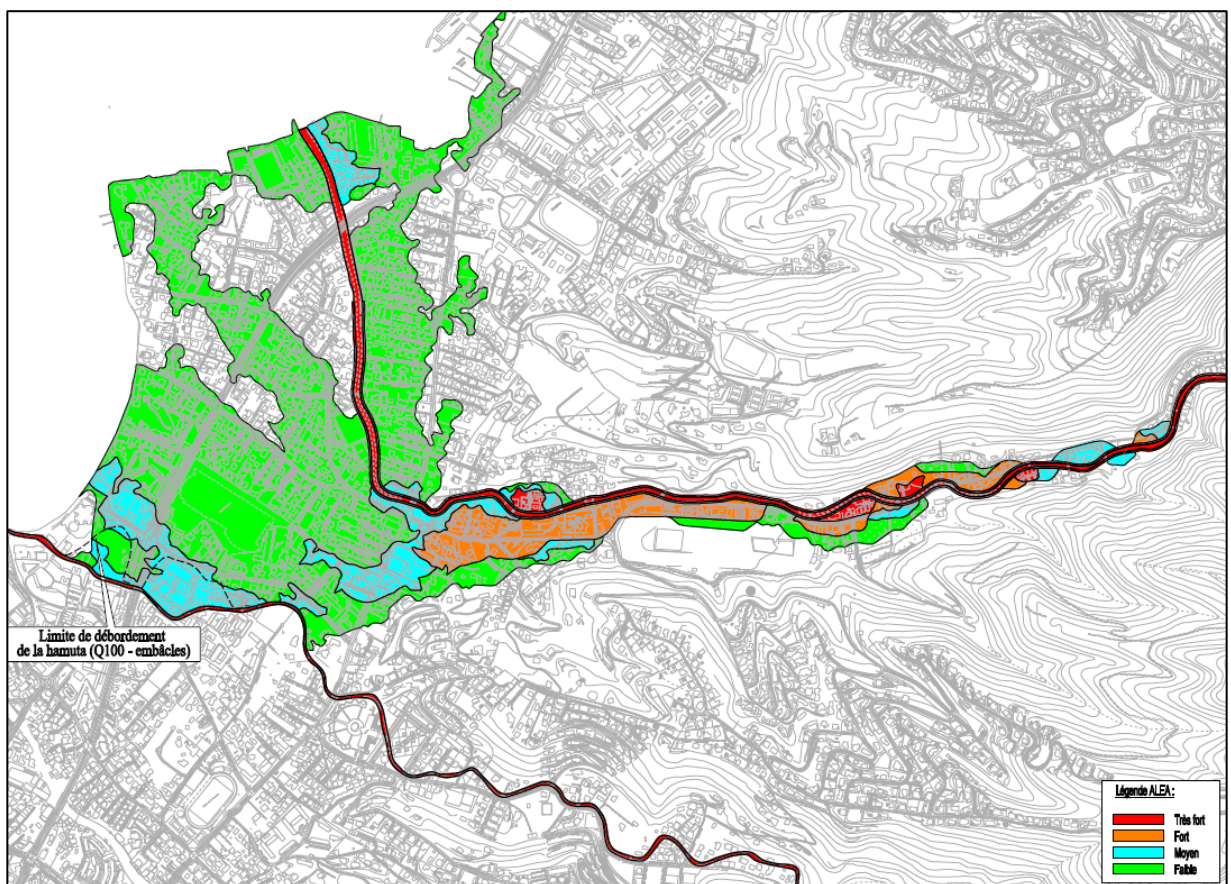 Limite de débordement
de la hamuta (Q100 - embâcles)
Légende ALEA :
Très fort
Fort
Moyen
Faible